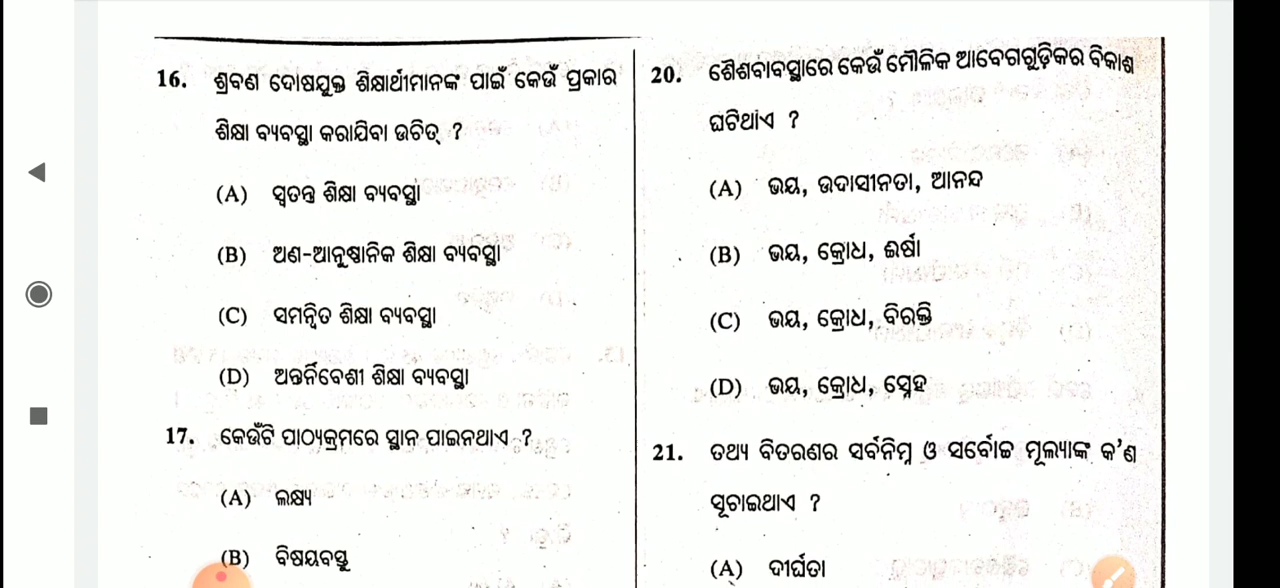 16. ଶ୍ରବଣ ଦୋଷଯୁକ୍ତ ଶିକ୍ଷାର୍ଥୀମାନଙ୍କ ପାଇଁ କେଉଁ ପ୍ରକାର
ଶିକ୍ଷା ବ୍ୟବସ୍ଥା କରାଯିବା ଉଚିତ୍ ?
(A) ସ୍ୱତନ୍ତ୍ର ଶିକ୍ଷା ବ୍ୟବସ୍ଥା
(B) ଅଣ-ଆନୁଷ୍ଠାନିକ ଶିକ୍ଷା ବ୍ୟବସ୍ଥା
(C) ସମନ୍ୱିତ ଶିକ୍ଷା ବ୍ୟବସ୍ଥା
(D) ଅନ୍ତର୍ନିବେଶୀ ଶିକ୍ଷା ବ୍ୟବସ୍ଥା
17. କେଉଁଟି ପାଠ୍ୟକ୍ରମରେ ସ୍ଥାନ ପାଇନଥାଏ ?
(A) ଲକ୍ଷ୍ୟ
(B) ବିଷୟବସ୍ତୁ
20. ଶୈଶବାବସ୍ଥାରେ କେଉଁ ମୌଳିକ ଆବେଗଗୁଡ଼ିକର ବିକାଶ
ଘଟିଥାଏ ?
(A) ଭୟ, ଉଦାସୀନତା, ଆନନ୍ଦ
(B) ଭୟ, କ୍ରୋଧ, ଈର୍ଷା
(C) ଭୟ, କ୍ରୋଧ, ବିରକ୍ତି
(D) ଭୟ, କ୍ରୋଧ, ସ୍ନେହ
21. ତଥ୍ୟ ବିତରଣର ସର୍ବନିମ୍ନ ଓ ସର୍ବୋଚ୍ଚ ମୂଲ୍ୟାଙ୍କ କ'ଣ
ସୂଚାଇଥାଏ ?
(A) ଦୀର୍ଘତା